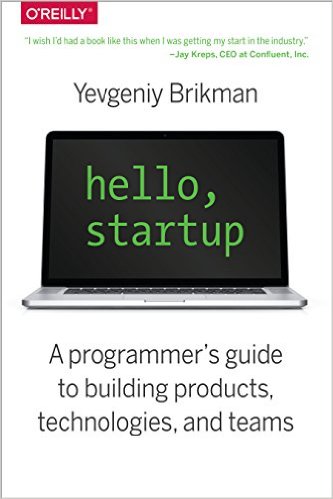 O'REILLY®
"I wish I'd had a book like this when I was getting my start in the industry."
–Jay Kreps, CEO at Confluent, Inc.
Yevgeniy Brikman
hello,
startup
A programmer's guide
to building products,
technologies, and teams